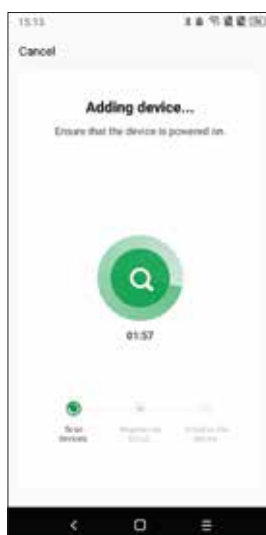 15:13
Cancel
Adding device...
Ensure that the device is powered on.
01:57
Scan
devices